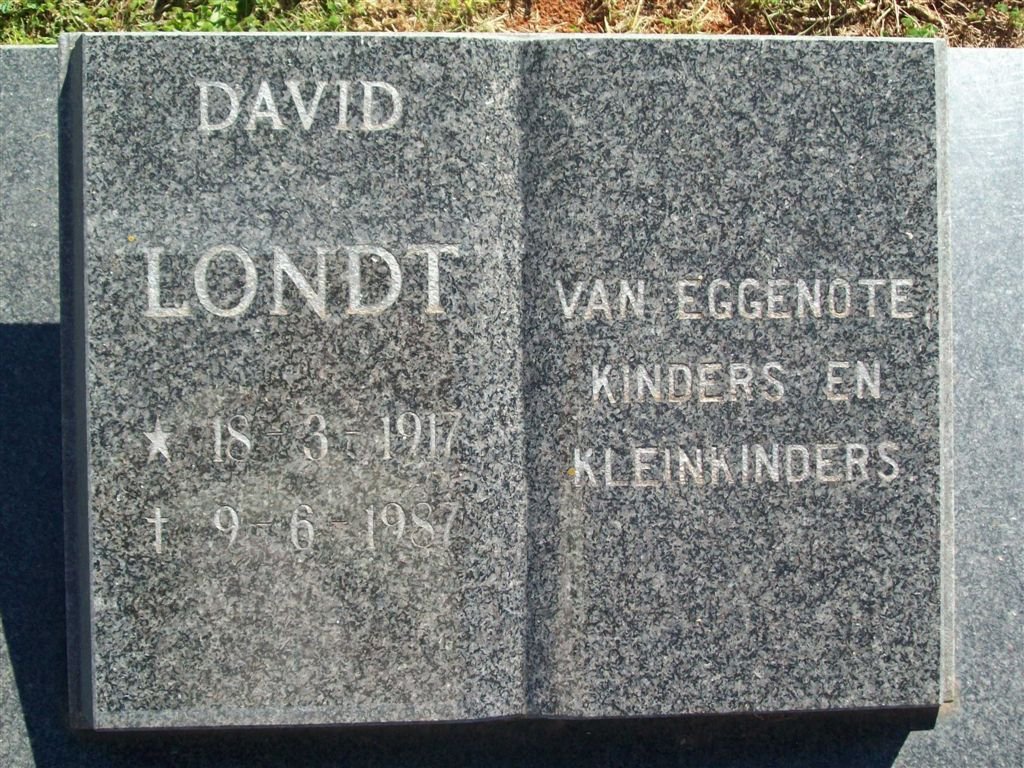 DAVID
LONDT
★ 18-3-1917
† 9-6-1987
VAN EGGENOTE,
KINDERS EN
KLEINKINDERS